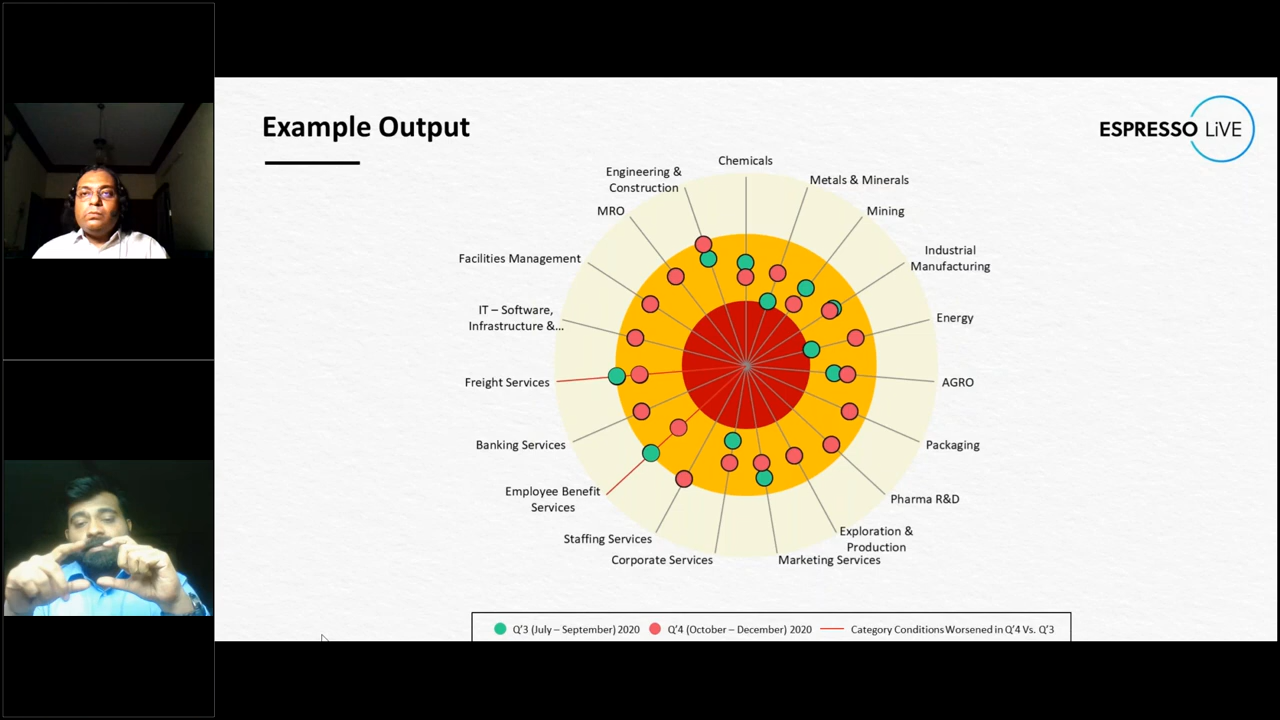 Example Output
ESPRESSO LiVE
Chemicals
Engineering &
Construction
Metals & Minerals
MRO
Mining
Facilities Management
Industrial
Manufacturing
IT – Software,
Infrastructure &...
Energy
Freight Services
AGRO
Banking Services
Packaging
Employee Benefit
Services
Pharma R&D
Staffing Services
Exploration &
Production
Corporate Services
Marketing Services
Q'3 (July – September) 2020
Q'4 (October – December) 2020
Category Conditions Worsened in Q'4 Vs. Q'3